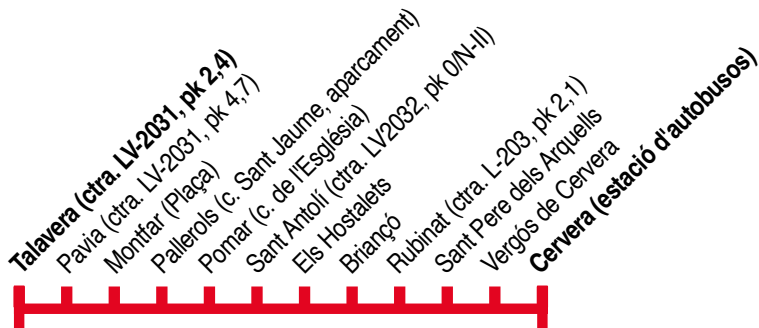 Talavera (ctra. LV-2031, pk 2,4)
Pavia (ctra. LV-2031, pk 4,7)
Montfar (Plaça)
Pallerols (c. Sant Jaume, aparcament)
Pomar (c. de l'Església)
Sant Antolí (ctra. LV2032, pk 0/N-II)
Els Hostalets
Briançó
Rubinat (ctra. L-203, pk 2,1)
Sant Pere dels Arquells
Vergós de Cervera
Cervera (estació d'autobusos)